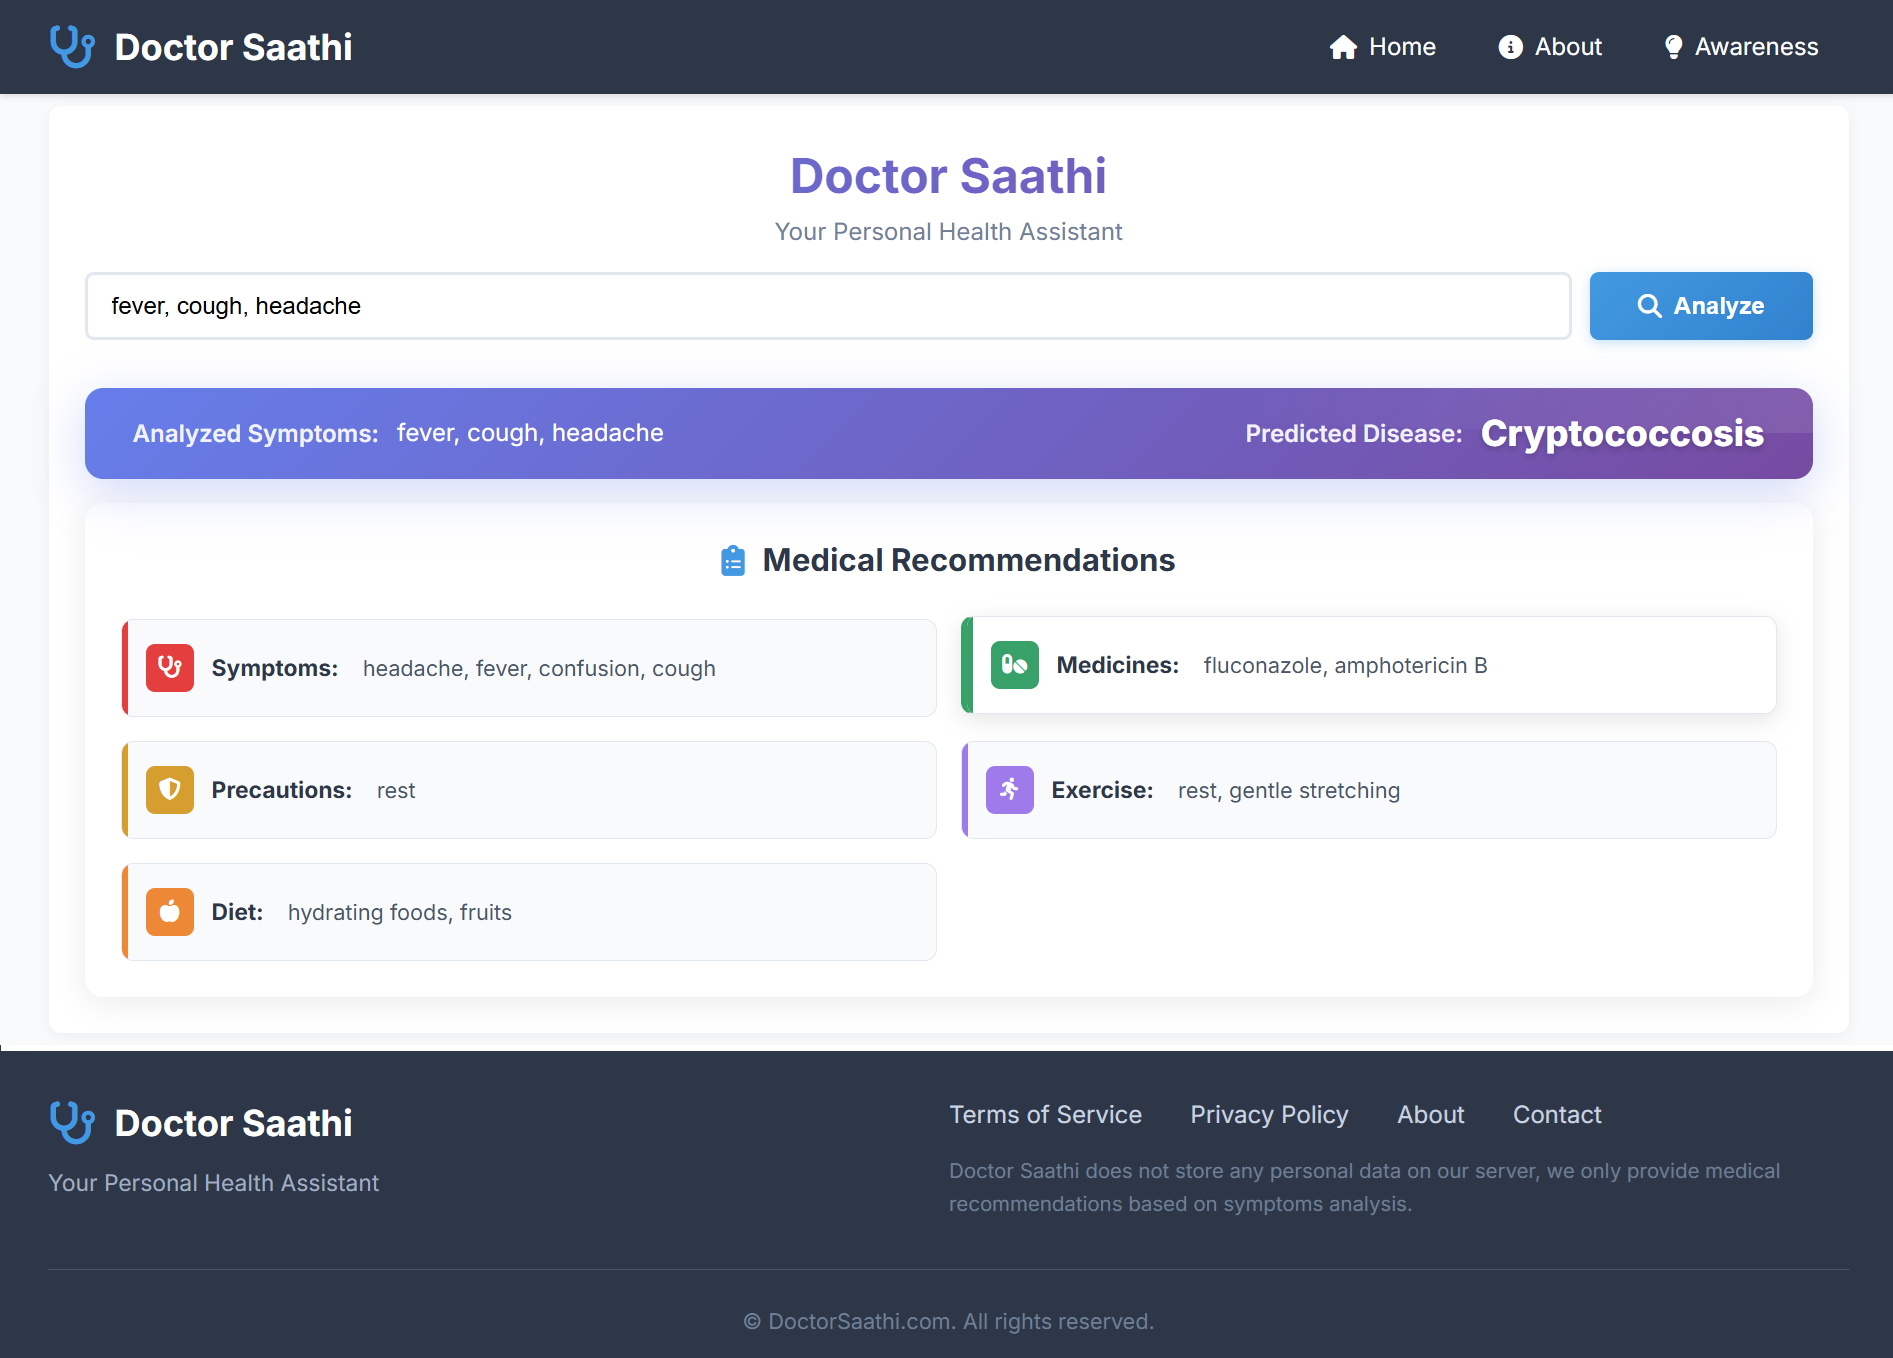 Doctor Saathi
Home
About
Awareness
Doctor Saathi
Your Personal Health Assistant
fever, cough, headache
Analyze
Analyzed Symptoms: fever, cough, headache
Predicted Disease: Cryptococcosis
Medical Recommendations
Symptoms: headache, fever, confusion, cough
Medicines: fluconazole, amphotericin B
Precautions: rest
Exercise: rest, gentle stretching
Diet: hydrating foods, fruits
Doctor Saathi
Your Personal Health Assistant
Terms of Service
Privacy Policy
About
Contact
Doctor Saathi does not store any personal data on our server, we only provide medical
recommendations based on symptoms analysis.
© DoctorSaathi.com. All rights reserved.